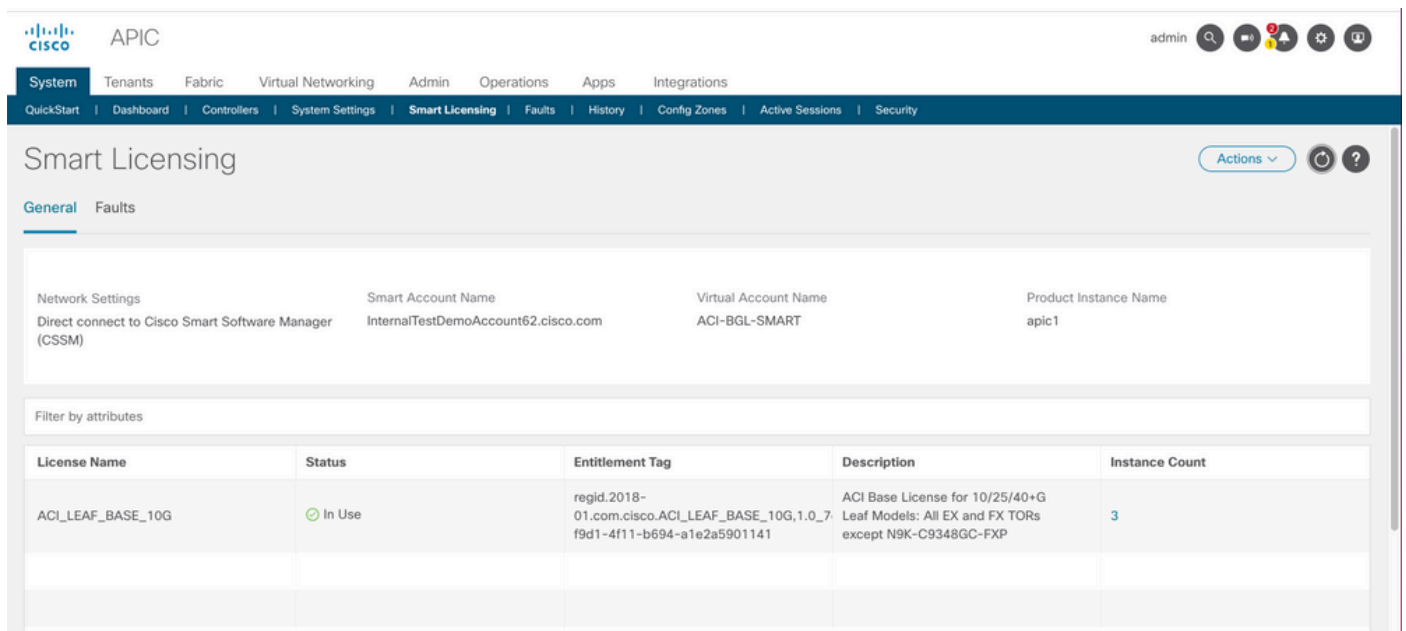 CISCO
APIC
admin
2
1
System Tenants Fabric Virtual Networking Admin Operations Apps Integrations
QuickStart | Dashboard | Controllers | System Settings | Smart Licensing | Faults | History | Config Zones | Active Sessions | Security
Smart Licensing
Actions
?
General Faults
Network Settings
Direct connect to Cisco Smart Software Manager
(CSSM)
Smart Account Name
InternalTestDemoAccount62.cisco.com
Virtual Account Name
ACI-BGL-SMART
Product Instance Name
apic1
Filter by attributes
License Name Status Entitlement Tag Description Instance Count
ACI_LEAF_BASE_10G
In Use
regid.2018-
01.com.cisco.ACI_LEAF_BASE_10G,1.0_7
f9d1-4f11-b694-a1e2a5901141
ACI Base License for 10/25/40+G
Leaf Models: All EX and FX TORs
except N9K-C9348GC-FXP
3